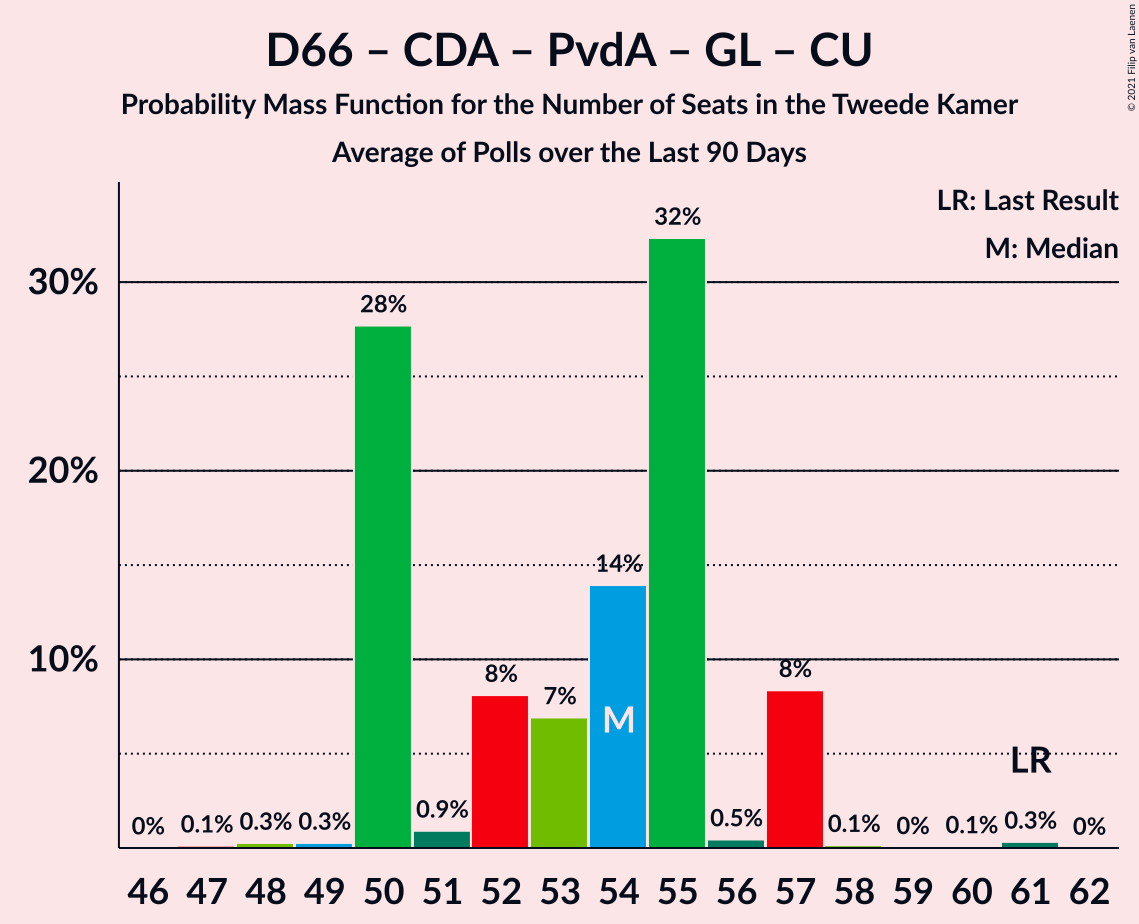 D66 – CDA – PvdA – GL – CU
Probability Mass Function for the Number of Seats in the Tweede Kamer
Average of Polls over the Last 90 Days
© 2021 Filip van Laenen
LR: Last Result
M: Median
32%
30%
28%
20%
14%
10%
8%
8%
7%
M
LR
0%
0.1%
0.3%
0.3%
0.9%
0.5%
0.1%
0%
0.1%
0.3%
0%
46 47 48 49 50 51 52 53 54 55 56 57 58 59 60 61 62